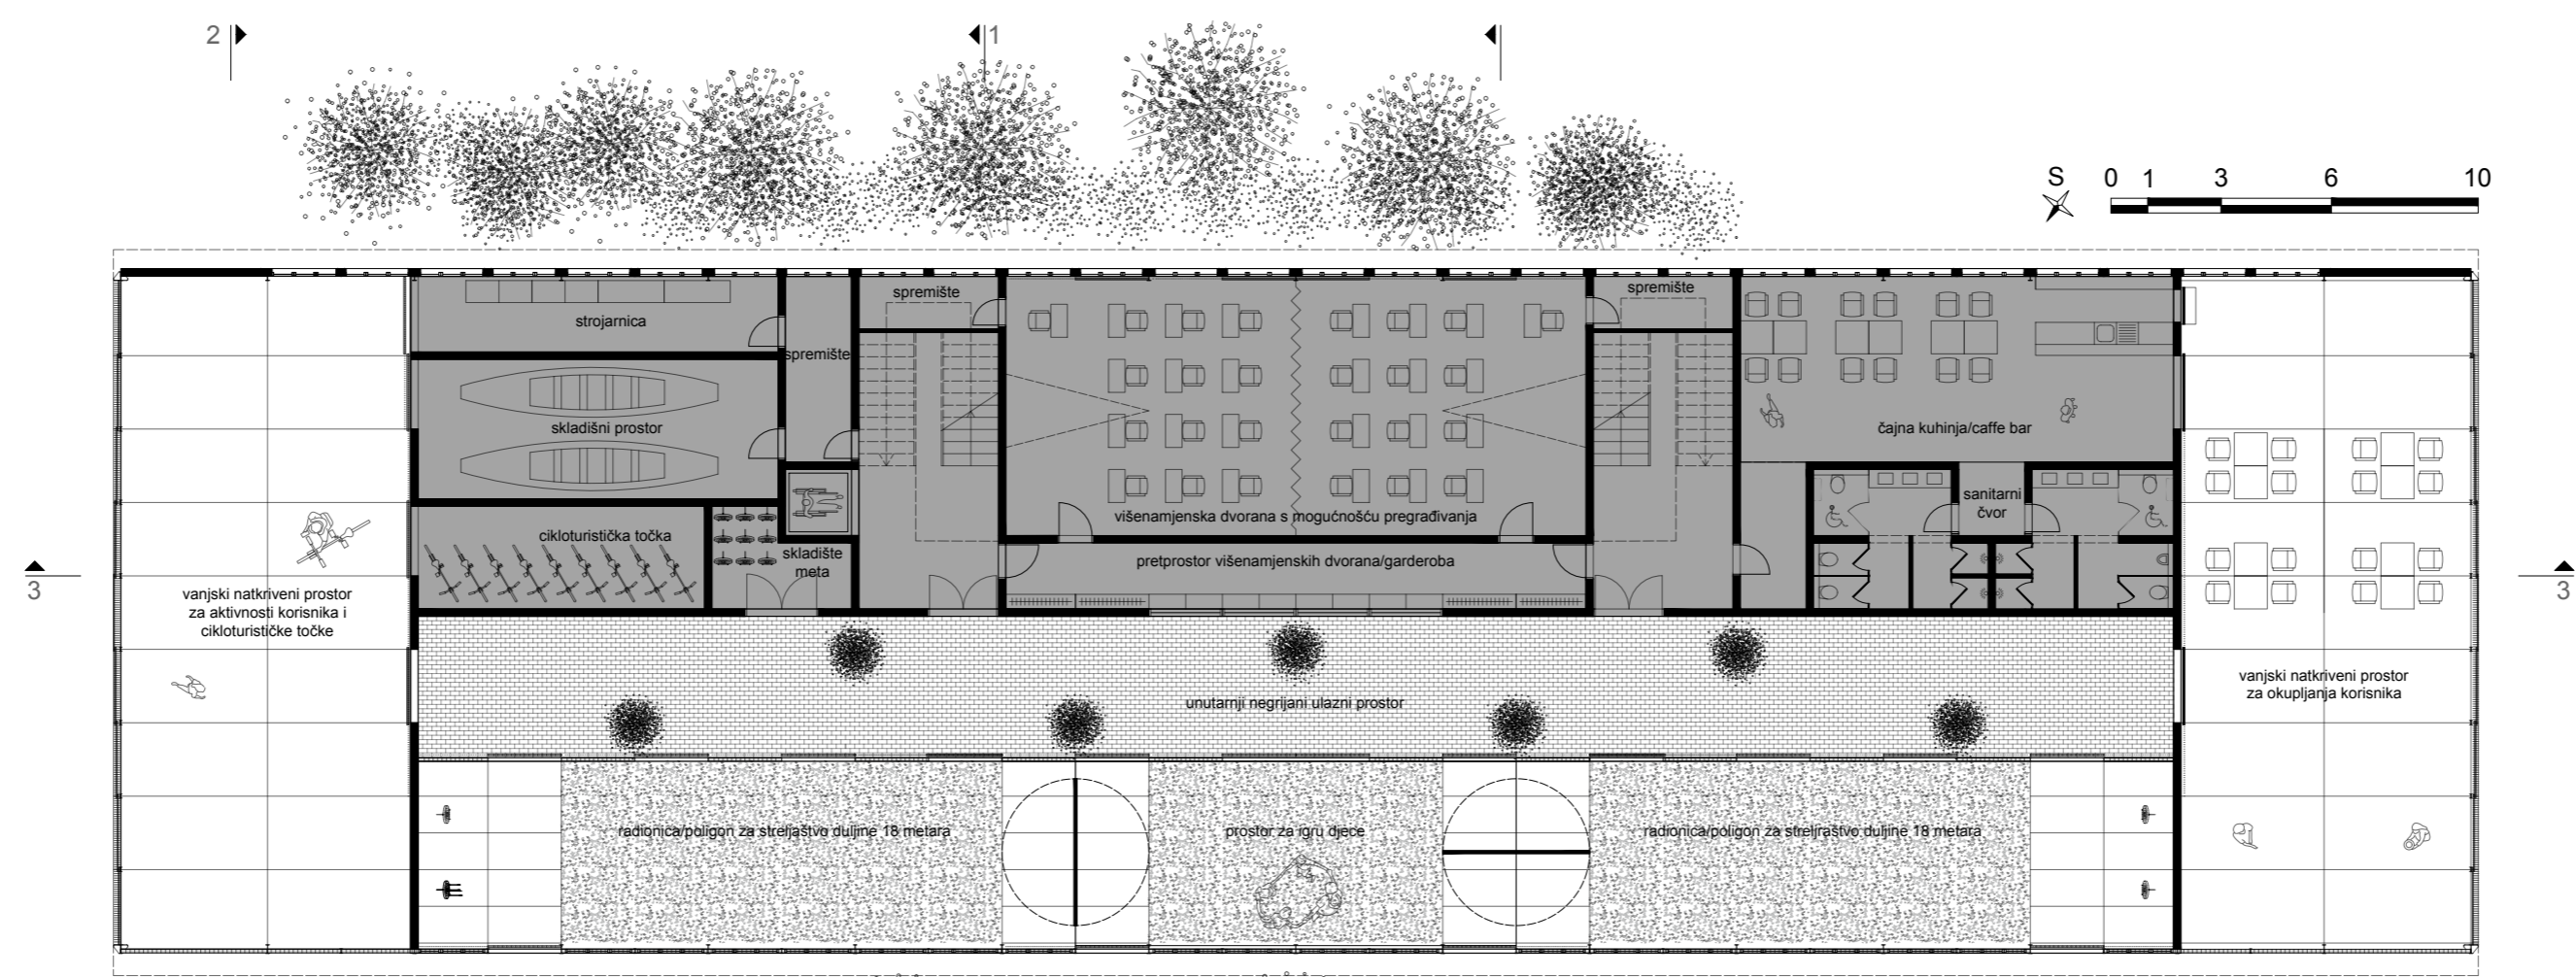 2
1
S
0 1 3 6 10
spremište
spremište
strojarnica
spremište
skladišni prostor
čajna kuhinja/caffe bar
sanitarni
čvor
višenamjenska dvorana s mogućnošću pregrađivanja
cikloturistička točka
skladište
meta
pretprostor višenamjenskih dvorana/garderoba
3
3
vanjski natkriveni prostor
za aktivnosti korisnika i
cikloturističke točke
vanjski natkriveni prostor
za okupljanja korisnika
unutarnji negrijani ulazni prostor
radionica/poligon za streljaštvo duljine 18 metara
prostor za igru djece
radionica/poligon za streljraštvo duljine 18 metara